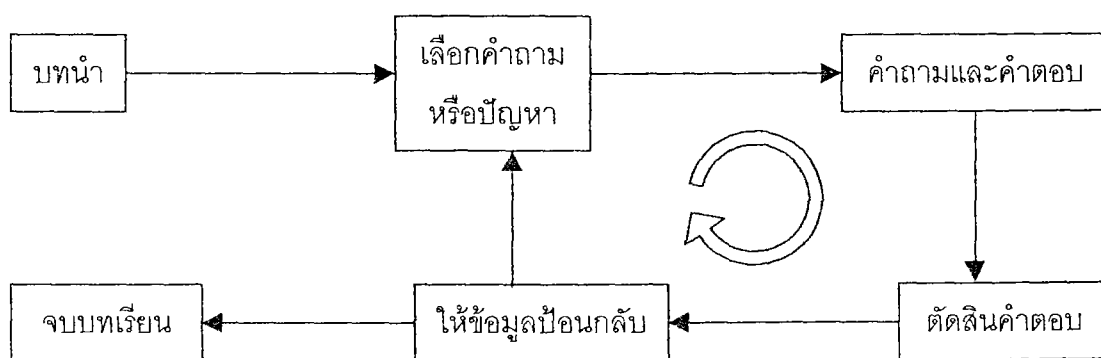 บทนำ
เลือกคำถาม
หรือปัญหา
คำถามและคำตอบ
จบบทเรียน
ให้ข้อมูลป้อนกลับ
ตัดสินคำตอบ